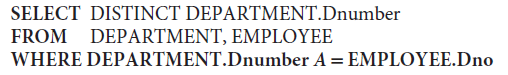 SELECT DISTINCT DEPARTMENT.Dnumber
FROM DEPARTMENT, EMPLOYEE
WHERE DEPARTMENT.Dnumber A = EMPLOYEE.Dno